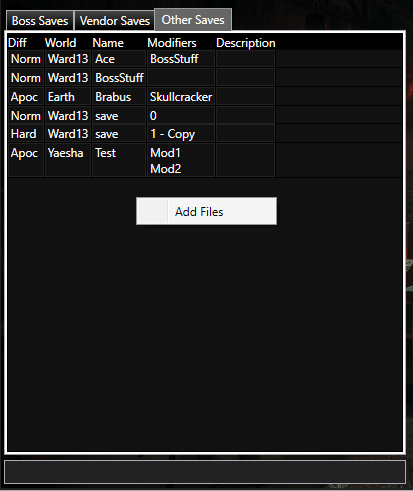 Boss Saves Vendor Saves Other Saves
Diff World Name Modifiers Description
Norm Ward13 Ace BossStuff
Norm Ward13 BossStuff
Apoc Earth Brabus Skullcracker
Norm Ward13 save 0
Hard Ward13 save 1 - Copy
Apoc Yaesha Test Mod1
Mod2
Add Files